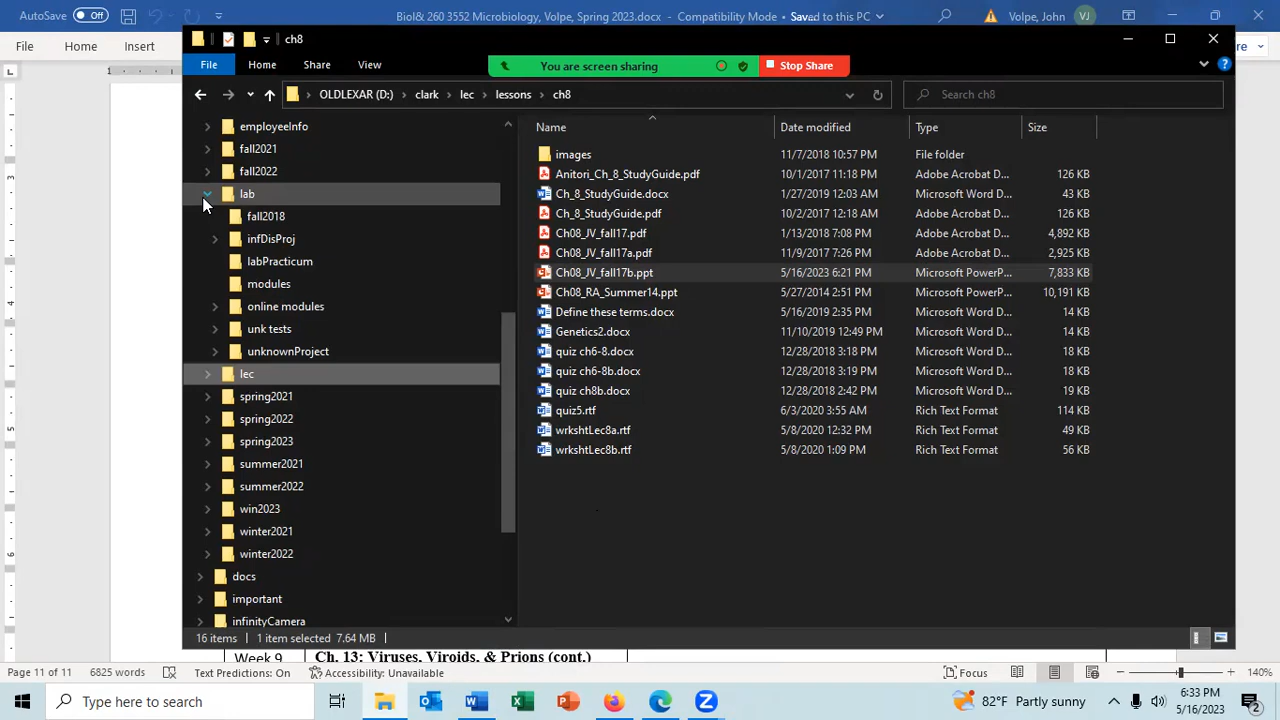 AutoSave Off Biol& 260 3552 Microbiology, Volpe, Spring 2023.docx - Compatibility Mode - Saved to this PC Volpe, John VJ
File Home Insert
ch8
File Home Share View
You are screen sharing Stop Share
OLDLEXAR (D:) clark lec lessons ch8 Search ch8
Name Date modified Type Size
employeeInfo
fall2021
fall2022
lab
fall2018
infDisProj
labPracticum
modules
online modules
unk tests
unknownProject
lec
spring2021
spring2022
spring2023
summer2021
summer2022
win2023
winter2021
winter2022
docs
important
infinityCamera
images 11/7/2018 10:57 PM File folder
Anitori_Ch_8_StudyGuide.pdf 10/1/2017 11:18 PM Adobe Acrobat D... 126 KB
Ch_8_StudyGuide.docx 1/27/2019 12:03 AM Microsoft Word D... 43 KB
Ch_8_StudyGuide.pdf 10/2/2017 12:18 AM Adobe Acrobat D... 126 KB
Ch08_JV_fall17.pdf 1/13/2018 7:08 PM Adobe Acrobat D... 4,892 KB
Ch08_JV_fall17a.pdf 11/9/2017 7:26 PM Adobe Acrobat D... 2,925 KB
Ch08_JV_fall17b.ppt 5/16/2023 6:21 PM Microsoft PowerP... 7,833 KB
Ch08_RA_Summer14.ppt 5/27/2014 2:51 PM Microsoft PowerP... 10,191 KB
Define these terms.docx 5/16/2019 2:35 PM Microsoft Word D... 14 KB
Genetics2.docx 11/10/2019 12:49 PM Microsoft Word D... 14 KB
quiz ch6-8.docx 12/28/2018 3:18 PM Microsoft Word D... 18 KB
quiz ch6-8b.docx 12/28/2018 3:19 PM Microsoft Word D... 18 KB
quiz ch8b.docx 12/28/2018 2:42 PM Microsoft Word D... 19 KB
quiz5.rtf 6/3/2020 3:55 AM Rich Text Format 114 KB
wrkshtLec8a.rtf 5/8/2020 12:32 PM Rich Text Format 49 KB
wrkshtLec8b.rtf 5/8/2020 1:09 PM Rich Text Format 56 KB
16 items 1 item selected 7.64 MB
Week 9 Ch. 13: Viruses, Viroids, & Prions (cont.)
Page 11 of 11 6825 words Text Predictions: On Accessibility: Unavailable Focus 140%
Type here to search 82°F Partly sunny 6:33 PM
5/16/2023 2